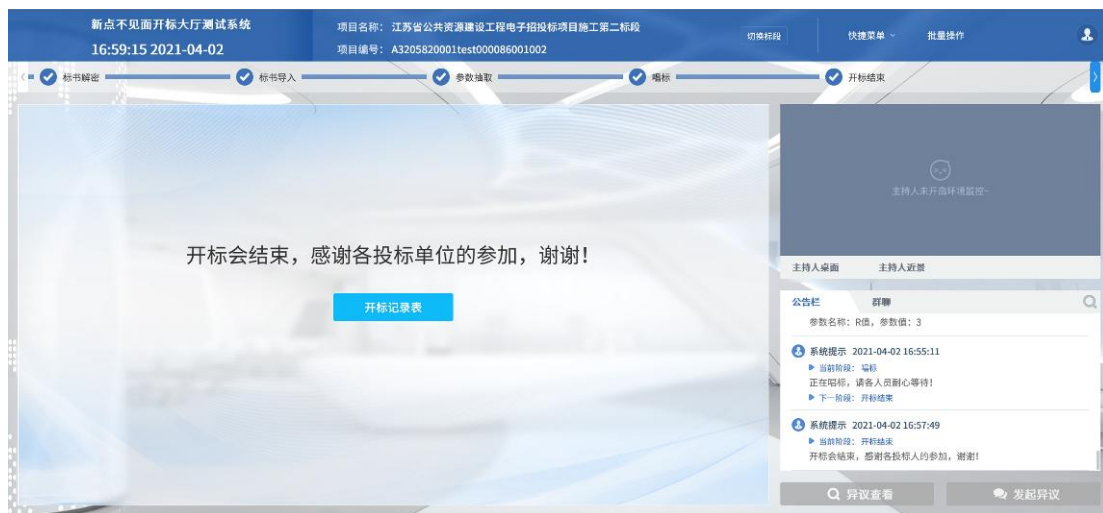 新点不见面开标大厅测试系统
16:59:15 2021-04-02
项目名称： 江苏省公共资源建设工程电子招投标项目施工第二标段
项目编号： A3205820001test000086001002
切换标段
快捷菜单
批量操作
标书解密
标书导入
参数抽取
唱标
开标结束
开标会结束，感谢各投标单位的参加，谢谢！
开标记录表
主持人未开启环境监控~
主持人桌面
主持人近景
公告栏
群聊
参数名称：R值，参数值：3
系统提示 2021-04-02 16:55:11
当前阶段： 唱标
正在唱标，请各人员耐心等待！
下一阶段： 开标结束
系统提示 2021-04-02 16:57:49
当前阶段： 开标结束
开标会结束，感谢各投标人的参加，谢谢！
异议查看
发起异议